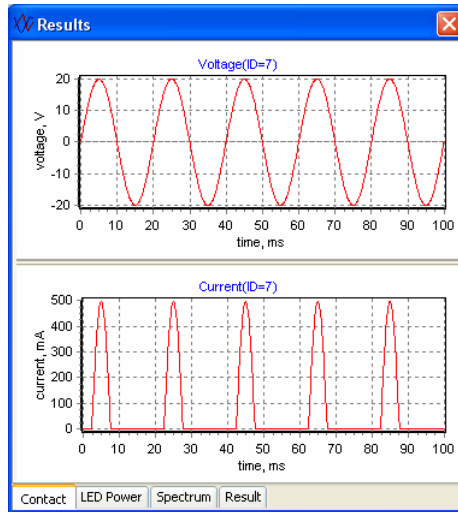 Results
Voltage(ID=7)
voltage, V
20
10
0
-10
-20
0 10 20 30 40 50 60 70 80 90 100
time, ms
Current(ID=7)
current, mA
500
400
300
200
100
0
0 10 20 30 40 50 60 70 80 90 100
time, ms
Contact LED Power Spectrum Result